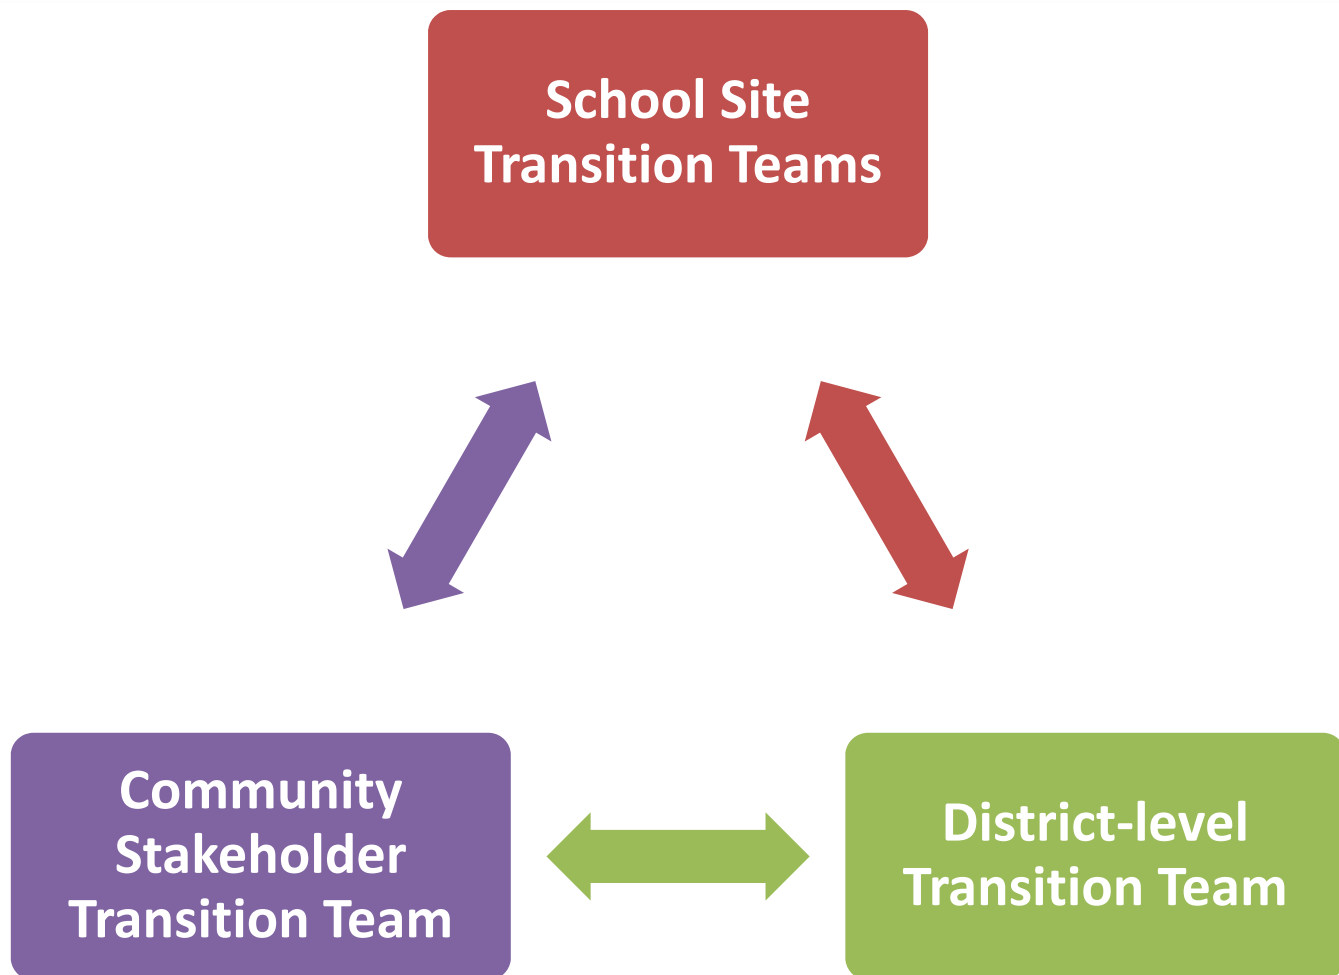 School Site
Transition Teams
Community
Stakeholder
Transition Team
District-level
Transition Team